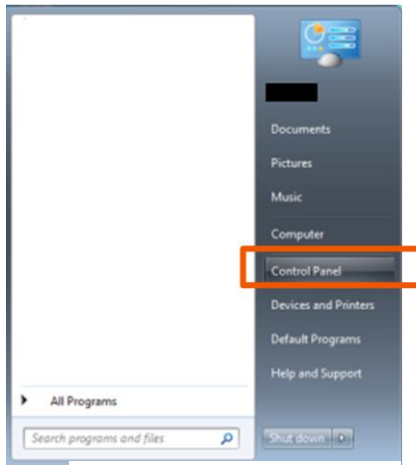 Documents
Pictures
Music
Computer
Control Panel
Devices and Printers
Default Programs
Help and Support
All Programs
Search programs and files
Shut down